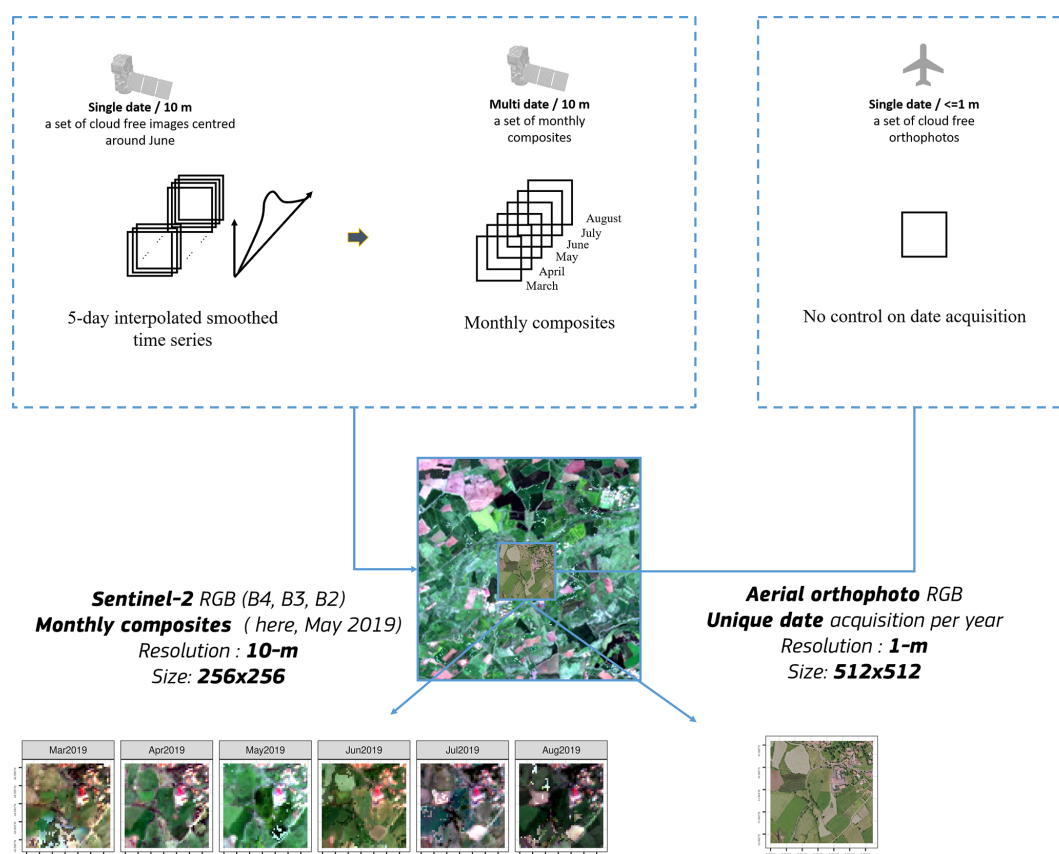 Single date / 10 m
a set of cloud free images centred
around June
Multi date / 10 m
a set of monthly
composites
Single date / <=1 m
a set of cloud free
orthophotos
August
July
June
May
April
March
5-day interpolated smoothed
time series
Monthly composites
No control on date acquisition
Sentinel-2 RGB (B4, B3, B2)
Monthly composites ( here, May 2019)
Resolution : 10-m
Size: 256x256
Aerial orthophoto RGB
Unique date acquisition per year
Resolution : 1-m
Size: 512x512
Mar2019
Apr2019
May2019
Jun2019
Jul2019
Aug2019